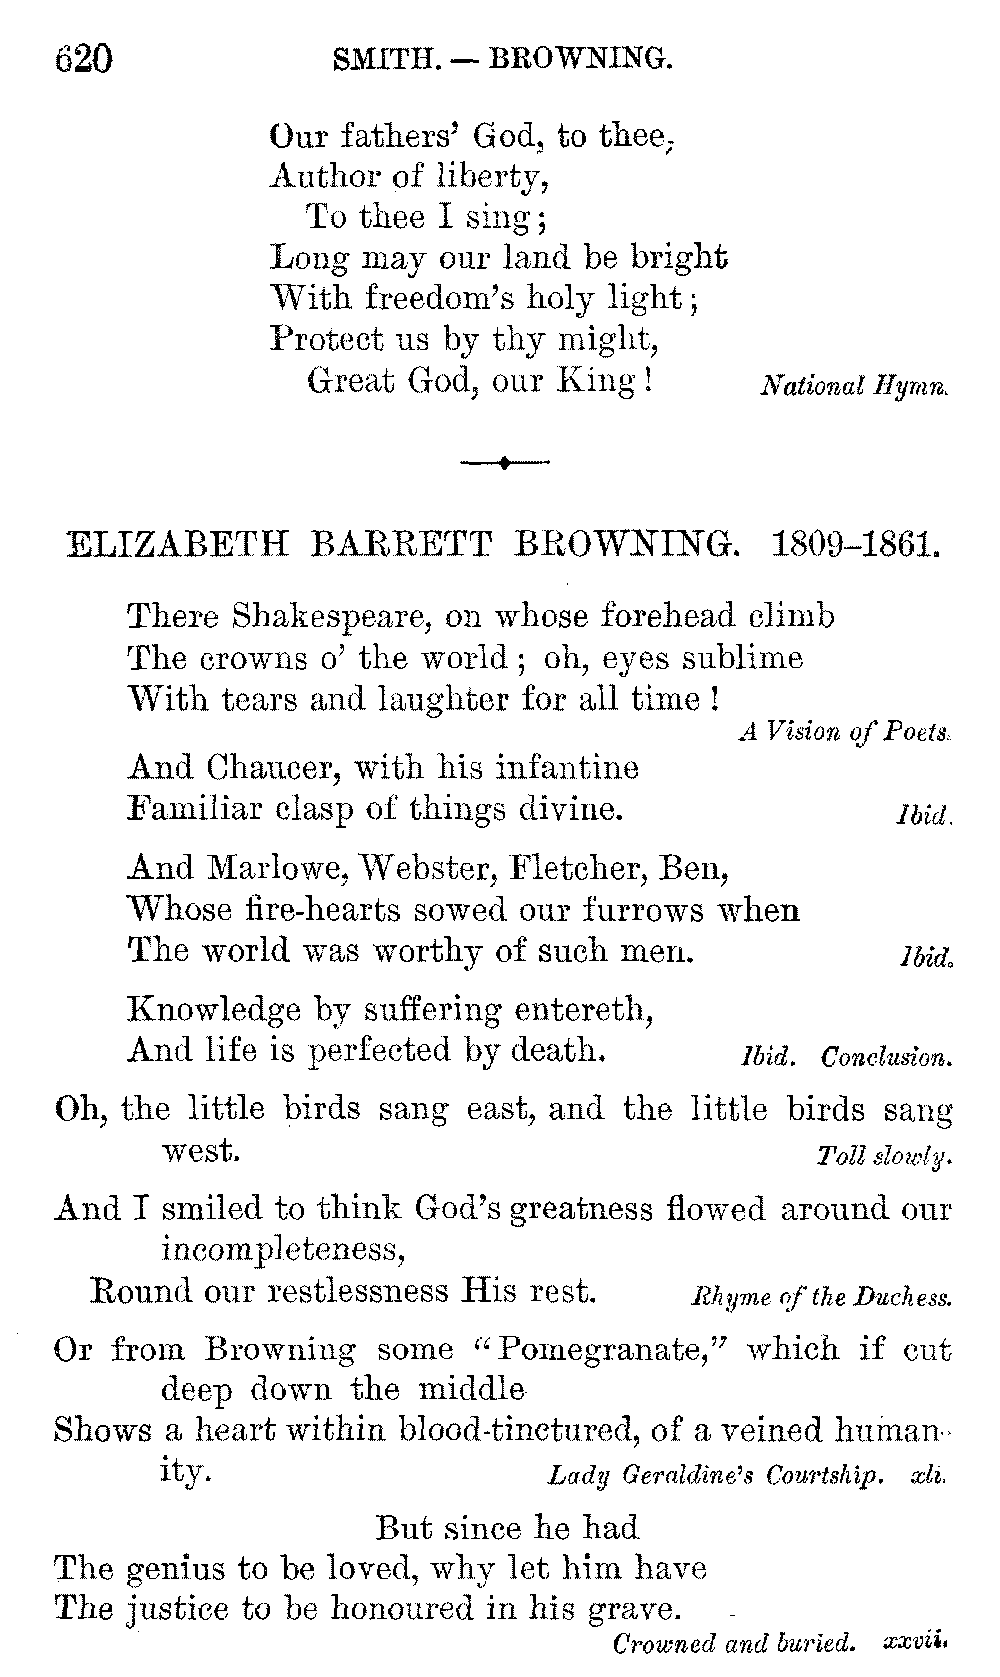 620 SMITH. — BROWNING.
Our fathers' God, to thee,
Author of liberty,
To thee I sing;
Long may our land be bright
With freedom's holy light;
Protect us by thy might,
Great God, our King! National Hymn.
ELIZABETH BARRETT BROWNING. 1809–1861.
There Shakespeare, on whose forehead climb
The crowns o' the world; oh, eyes sublime
With tears and laughter for all time!
A Vision of Poets.
And Chaucer, with his infantine
Familiar clasp of things divine. Ibid.
And Marlowe, Webster, Fletcher, Ben,
Whose fire-hearts sowed our furrows when
The world was worthy of such men. Ibid.
Knowledge by suffering entereth,
And life is perfected by death. Ibid. Conclusion.
Oh, the little birds sang east, and the little birds sang
west. Toll slowly.
And I smiled to think God's greatness flowed around our
incompleteness,
Round our restlessness His rest. Rhyme of the Duchess.
Or from Browning some "Pomegranate," which if cut
deep down the middle
Shows a heart within blood-tinctured, of a veined human-
ity. Lady Geraldine's Courtship. xli.
But since he had
The genius to be loved, why let him have
The justice to be honoured in his grave.
Crowned and buried. xxvii.